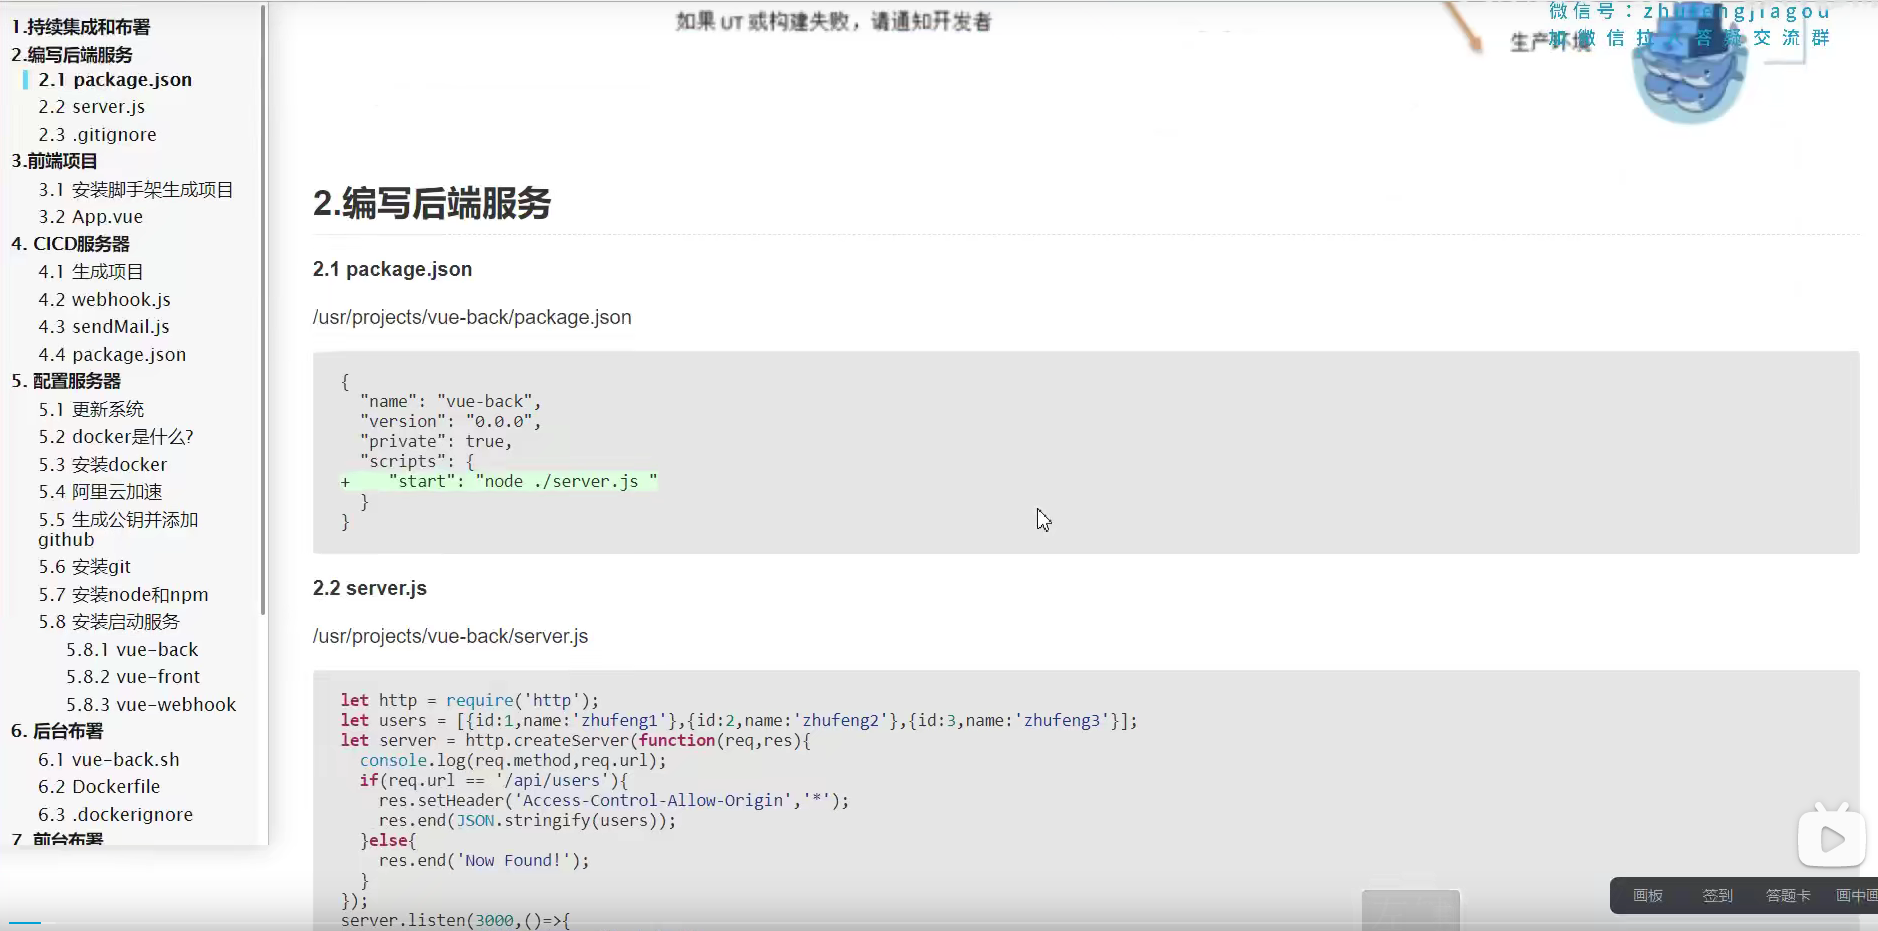 1.持续集成和布署
2.编写后端服务
2.1 package.json
2.2 server.js
2.3 .gitignore
3.前端项目
3.1 安装脚手架生成项目
3.2 App.vue
4. CICD服务器
4.1 生成项目
4.2 webhook.js
4.3 sendMail.js
4.4 package.json
5. 配置服务器
5.1 更新系统
5.2 docker是什么?
5.3 安装docker
5.4 阿里云加速
5.5 生成公钥并添加
github
5.6 安装git
5.7 安装node和npm
5.8 安装启动服务
5.8.1 vue-back
5.8.2 vue-front
5.8.3 vue-webhook
6. 后台布署
6.1 vue-back.sh
6.2 Dockerfile
6.3 .dockerignore
7. 前台布署
如果 UT 或构建失败，请通知开发者
微信号：zhufengjiagou
加微信拉人答疑交流群
生产环境
2.编写后端服务
2.1 package.json
/usr/projects/vue-back/package.json
{
  "name": "vue-back",
  "version": "0.0.0",
  "private": true,
  "scripts": {
+    "start": "node ./server.js "
  }
}
2.2 server.js
/usr/projects/vue-back/server.js
let http = require('http');
let users = [{id:1,name:'zhufeng1'},{id:2,name:'zhufeng2'},{id:3,name:'zhufeng3'}];
let server = http.createServer(function(req,res){
  console.log(req.method,req.url);
  if(req.url == '/api/users'){
    res.setHeader('Access-Control-Allow-Origin','*');
    res.end(JSON.stringify(users));
  }else{
    res.end('Now Found!');
  }
});
server.listen(3000,()=>{
画板 签到 答题卡 画中画